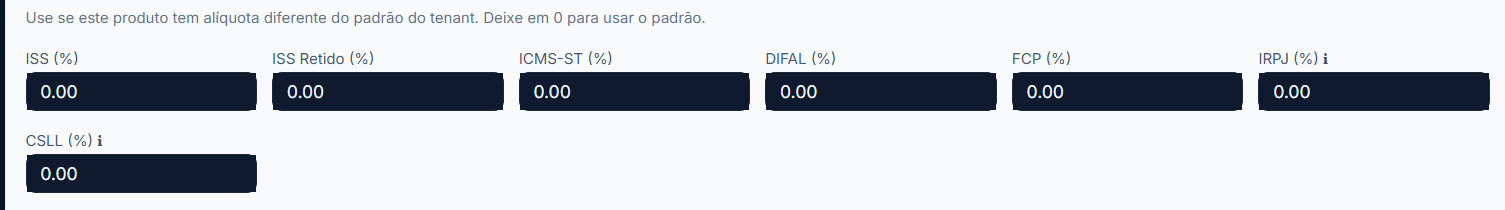 Use se este produto tem alíquota diferente do padrão do tenant. Deixe em 0 para usar o padrão.
ISS (%) ISS Retido (%) ICMS-ST (%) DIFAL (%) FCP (%) IRPJ (%) ℹ
0.00 0.00 0.00 0.00 0.00 0.00
CSLL (%) ℹ
0.00